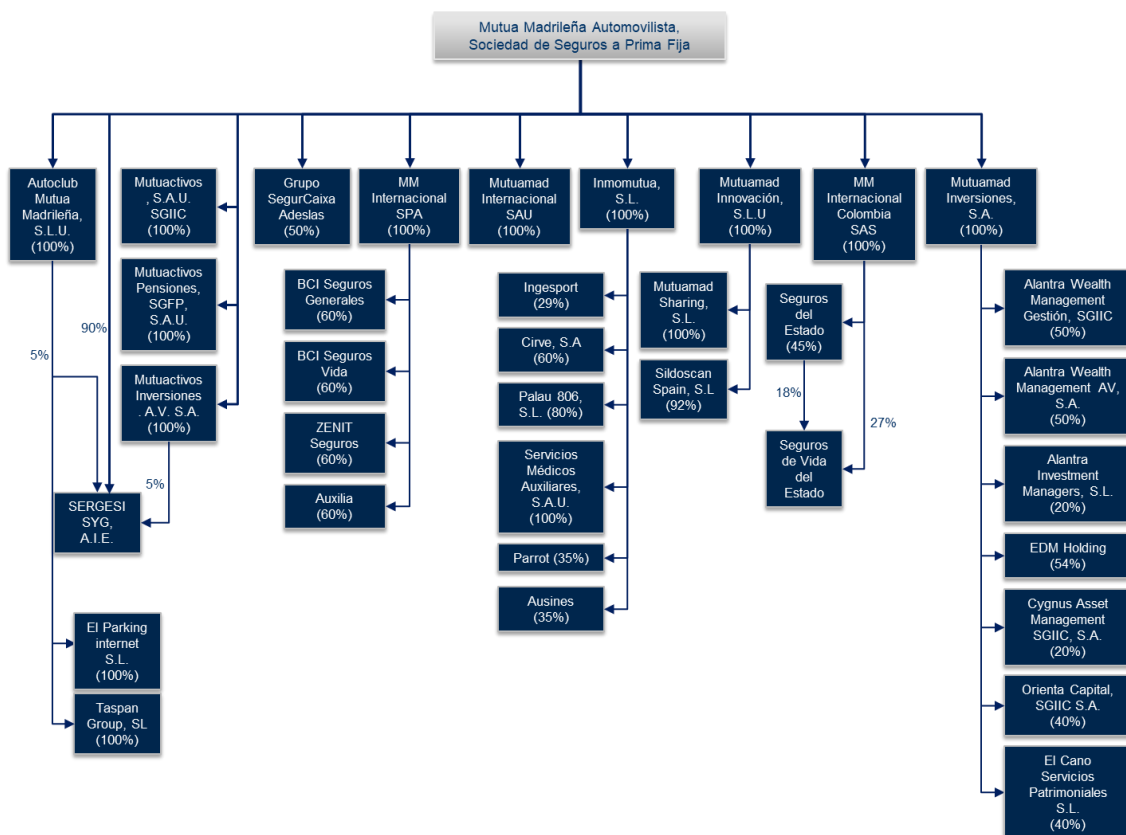 Mutua Madrileña Automovilista,
Sociedad de Seguros a Prima Fija
Autoclub
Mutua
Madrileña,
S.L.U.
(100%)
Mutuactivos
, S.A.U.
SGIIC
(100%)
Mutuactivos
Pensiones,
SGFP,
S.A.U.
(100%)
Mutuactivos
Inversiones
. A.V. S.A.
(100%)
90%
5%
5%
SERGESI
SYG,
A.I.E.
El Parking
internet
S.L.
(100%)
Taspan
Group, SL
(100%)
Grupo
SegurCaixa
Adeslas
(50%)
MM
Internacional
SPA
(100%)
BCI Seguros
Generales
(60%)
BCI Seguros
Vida
(60%)
ZENIT
Seguros
(60%)
Auxilia
(60%)
Mutuamad
Internacional
SAU
(100%)
Inmomutua,
S.L.
(100%)
Ingesport
(29%)
Cirve, S.A
(60%)
Palau 806,
S.L. (80%)
Servicios
Médicos
Auxiliares,
S.A.U.
(100%)
Parrot (35%)
Ausines
(35%)
Mutuamad
Innovación,
S.L.U
(100%)
Mutuamad
Sharing,
S.L.
(100%)
Sildoscan
Spain, S.L
(92%)
MM
Internacional
Colombia
SAS
(100%)
Seguros
del
Estado
(45%)
18%
27%
Seguros
de Vida
del
Estado
Mutuamad
Inversiones,
S.A.
(100%)
Alantra Wealth
Management
Gestión, SGIIC
(50%)
Alantra Wealth
Management AV,
S.A.
(50%)
Alantra
Investment
Managers, S.L.
(20%)
EDM Holding
(54%)
Cygnus Asset
Management
SGIIC, S.A.
(20%)
Orienta Capital,
SGIIC S.A.
(40%)
El Cano
Servicios
Patrimoniales
S.L.
(40%)